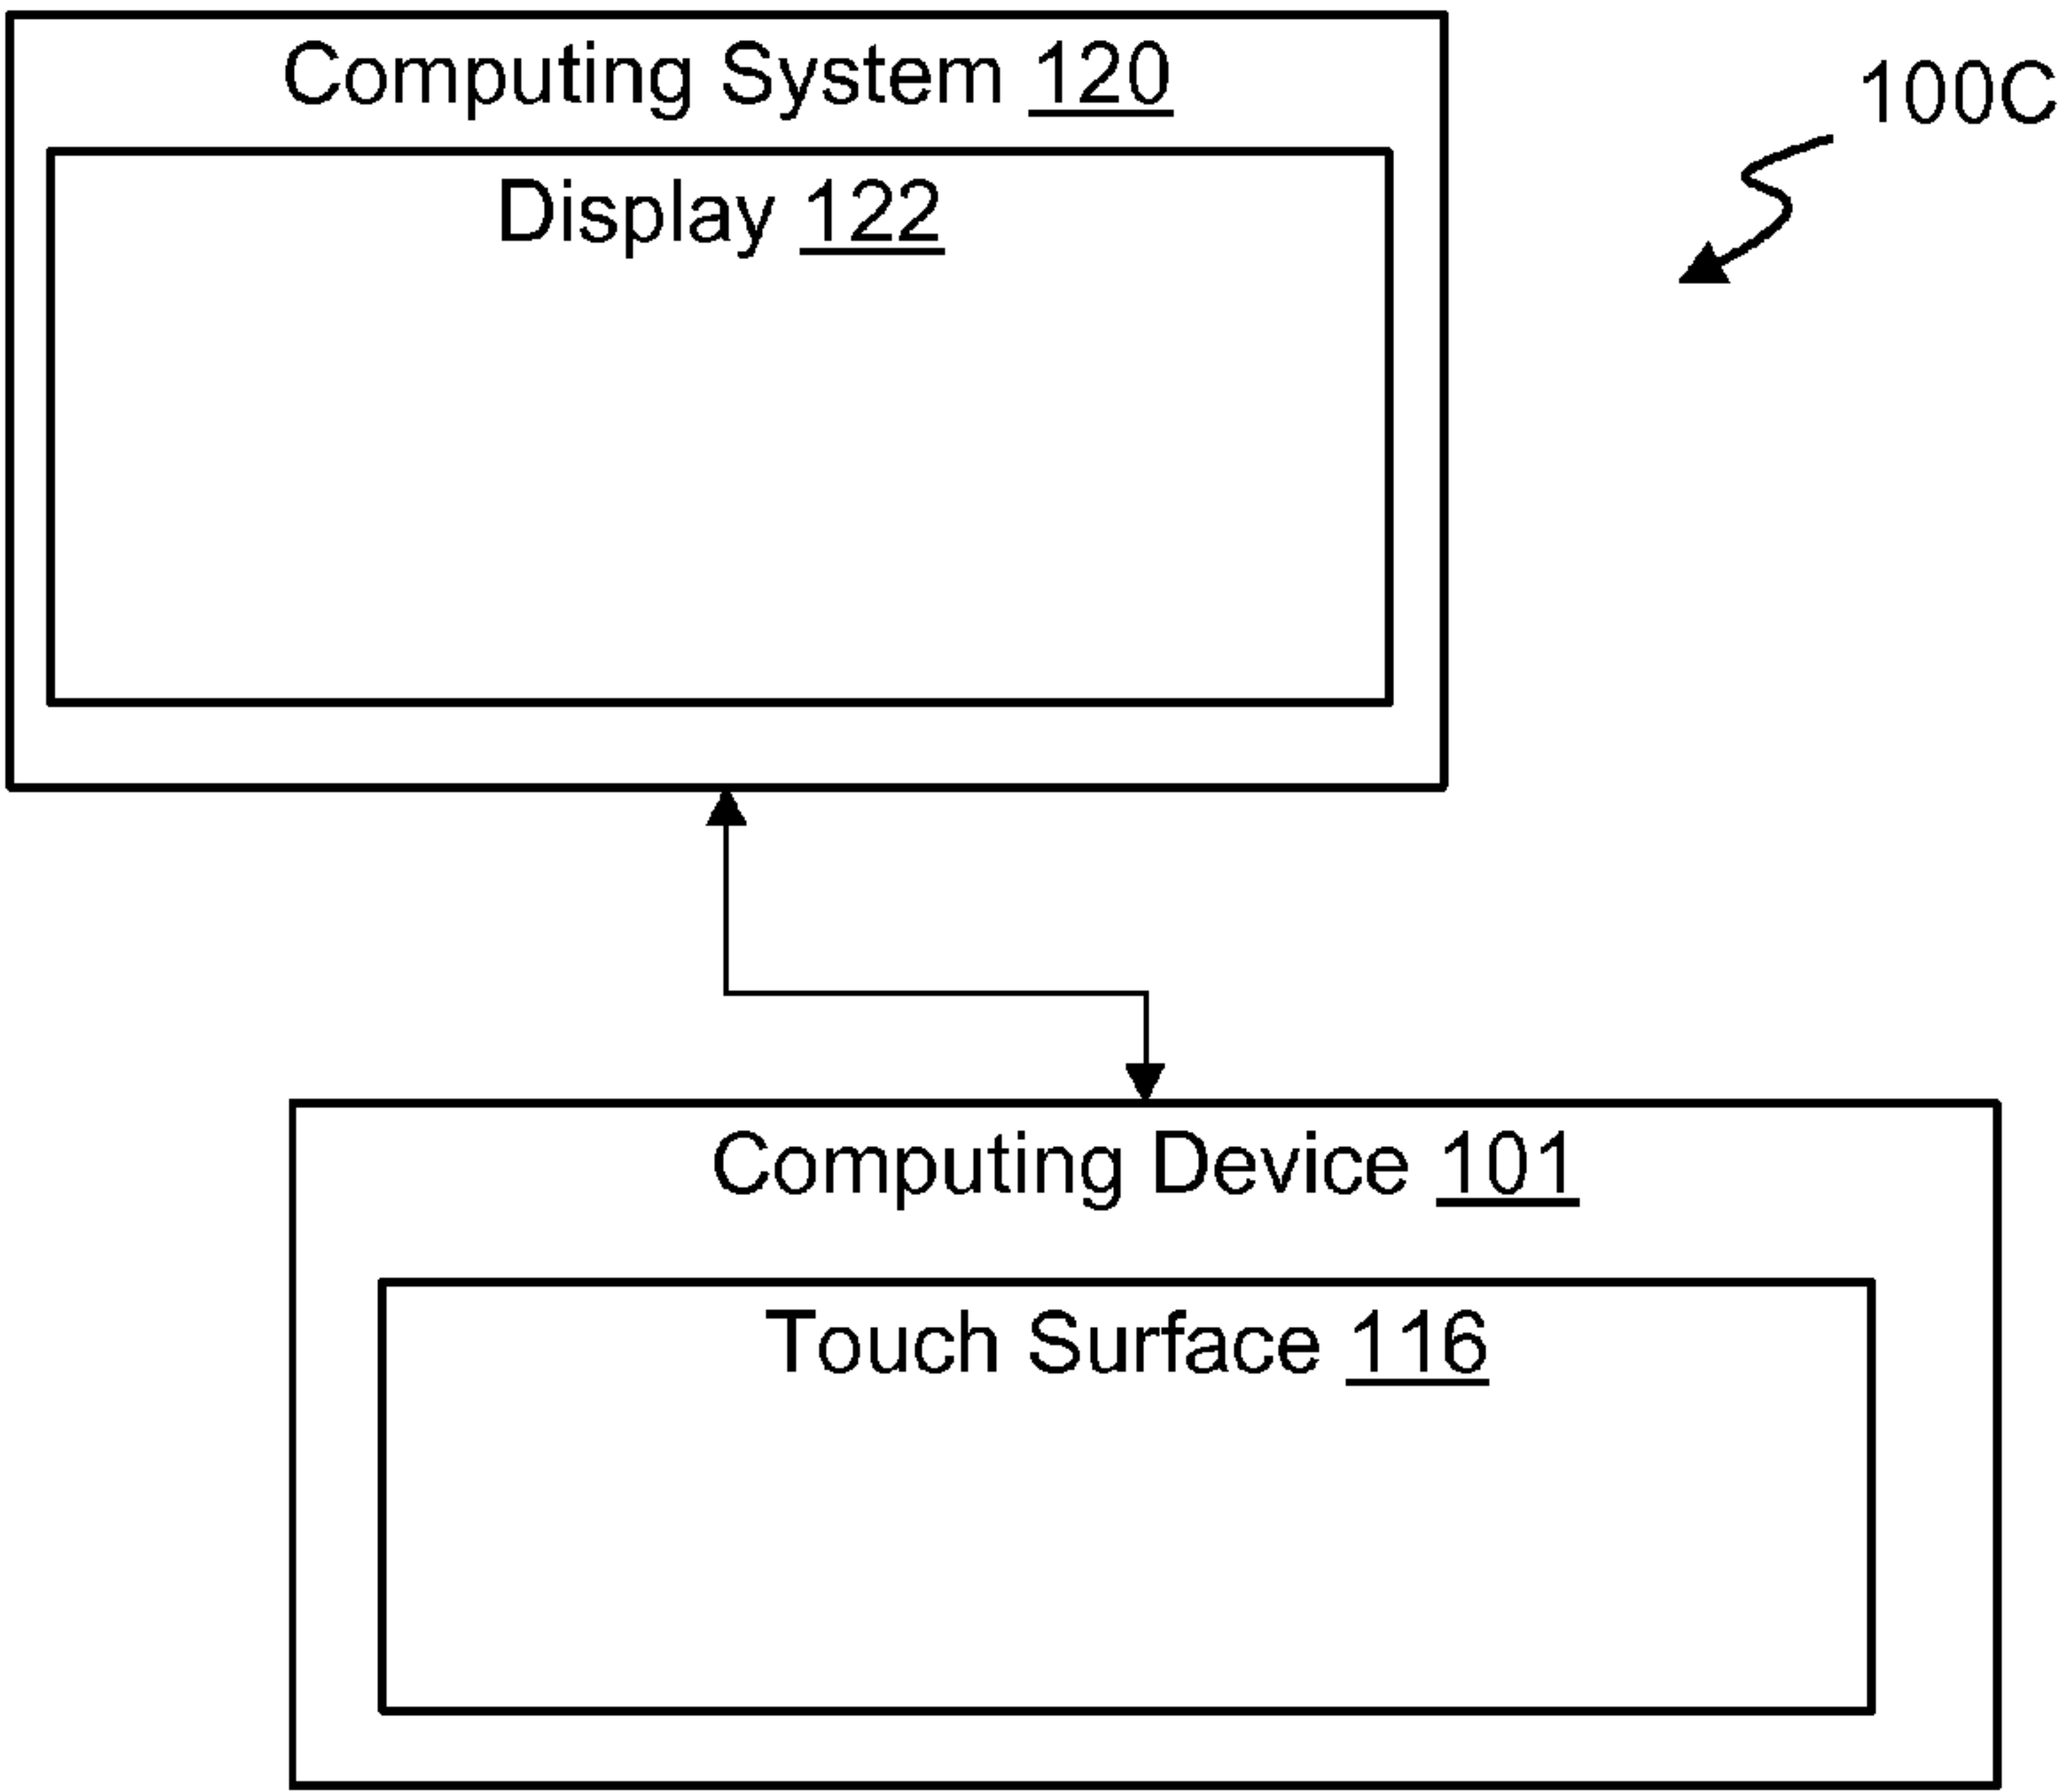 Computing System 120
100C
Display 122
Computing Device 101
Touch Surface 116